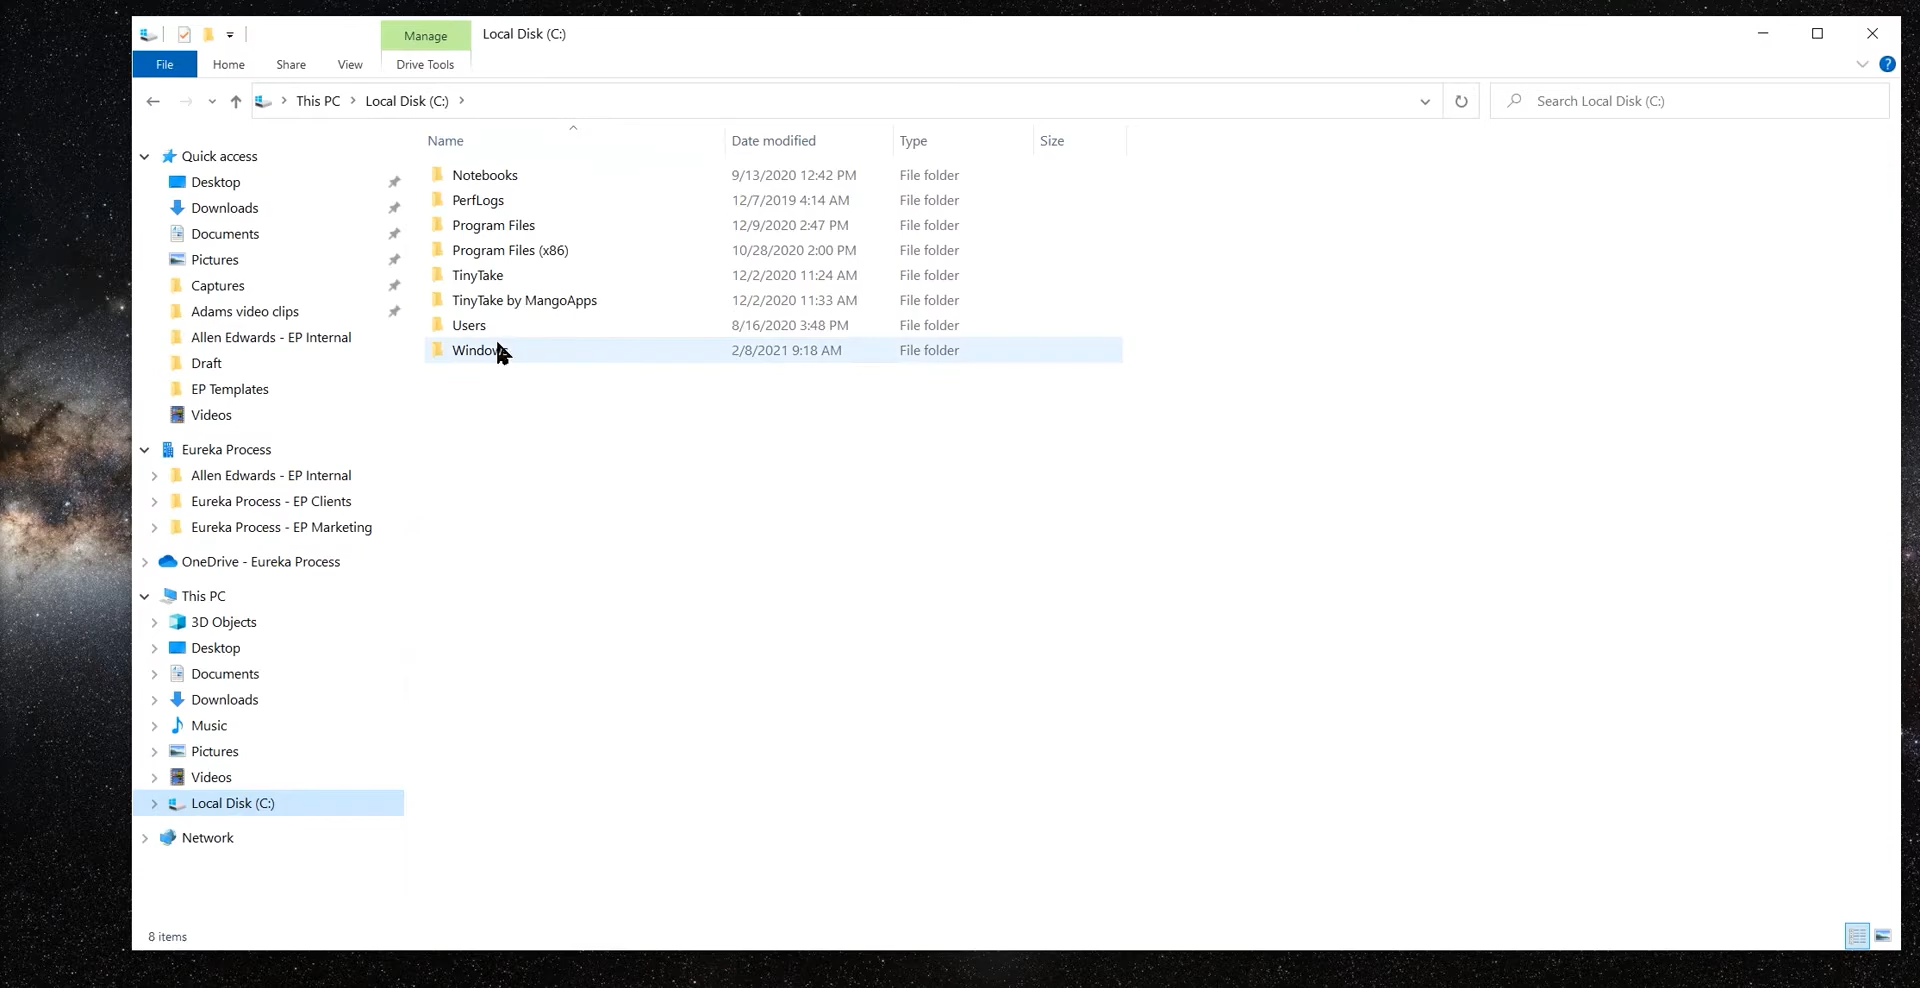 Manage
Local Disk (C:)
File
Home
Share
View
Drive Tools
?
This PC
Local Disk (C:)
Search Local Disk (C:)
Name
Date modified
Type
Size
Notebooks
9/13/2020 12:42 PM
File folder
PerfLogs
12/7/2019 4:14 AM
File folder
Program Files
12/9/2020 2:47 PM
File folder
Program Files (x86)
10/28/2020 2:00 PM
File folder
TinyTake
12/2/2020 11:24 AM
File folder
TinyTake by MangoApps
12/2/2020 11:33 AM
File folder
Users
8/16/2020 3:48 PM
File folder
Windows
2/8/2021 9:18 AM
File folder
Quick access
Desktop
Downloads
Documents
Pictures
Captures
Adams video clips
Allen Edwards - EP Internal
Draft
EP Templates
Videos
Eureka Process
Allen Edwards - EP Internal
Eureka Process - EP Clients
Eureka Process - EP Marketing
OneDrive - Eureka Process
This PC
3D Objects
Desktop
Documents
Downloads
Music
Pictures
Videos
Local Disk (C:)
Network
8 items